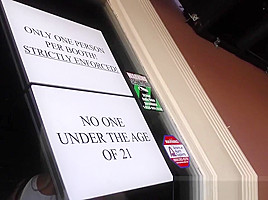 ONLY ONE PERSON
PER BOOTH!
STRICTLY ENFORCED!
NO ONE
UNDER THE AGE
OF 21